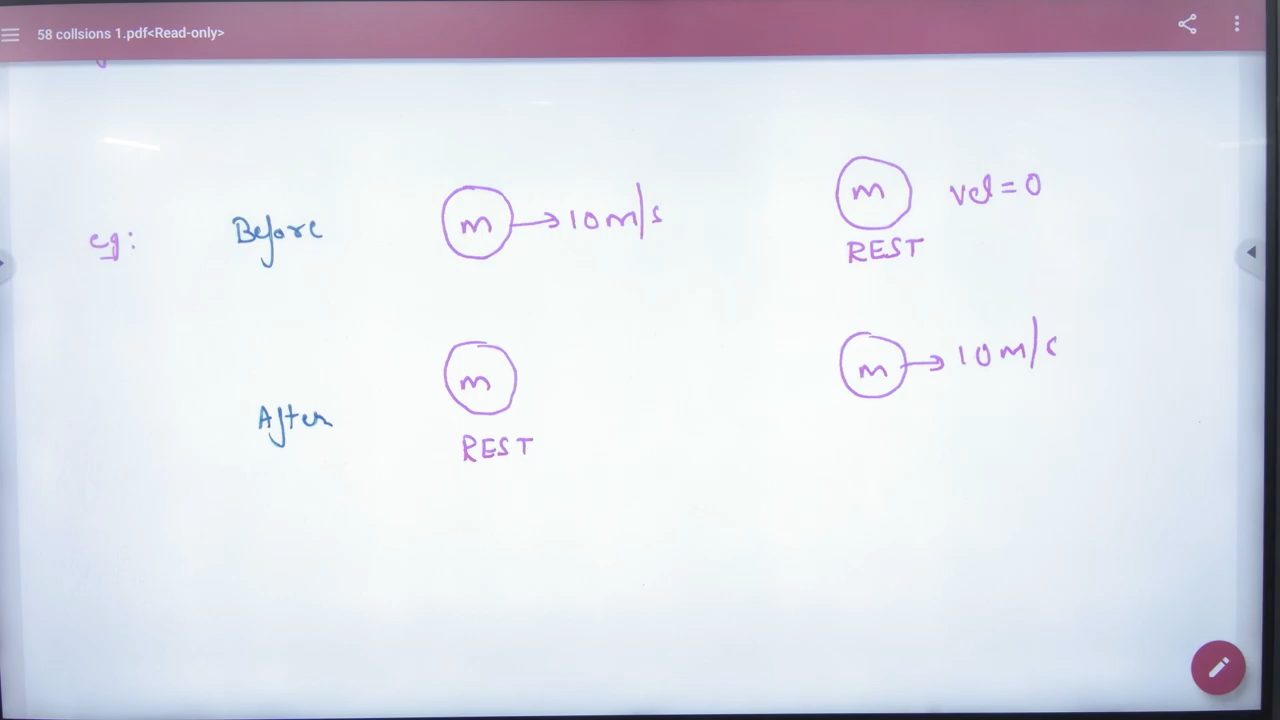 58 collsions 1.pdf<Read-only>
eg: Before m → 10 m/s m vel = 0
REST
After m m → 10 m/s
REST